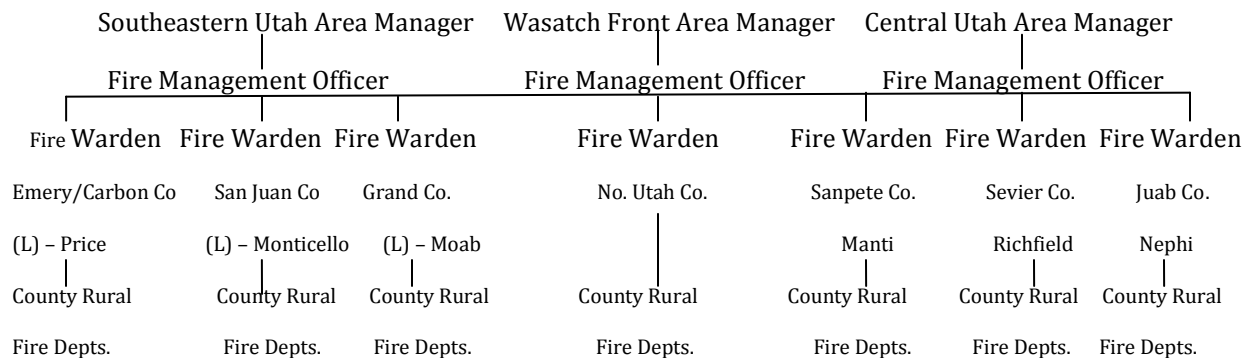 Southeastern Utah Area Manager Wasatch Front Area Manager Central Utah Area Manager
Fire Management Officer Fire Management Officer Fire Management Officer
Fire Warden Fire Warden Fire Warden Fire Warden Fire Warden Fire Warden Fire Warden
Emery/Carbon Co San Juan Co Grand Co. No. Utah Co. Sanpete Co. Sevier Co. Juab Co.
(L) – Price (L) – Monticello (L) – Moab Manti Richfield Nephi
County Rural County Rural County Rural County Rural County Rural County Rural County Rural
Fire Depts. Fire Depts. Fire Depts. Fire Depts. Fire Depts. Fire Depts. Fire Depts.